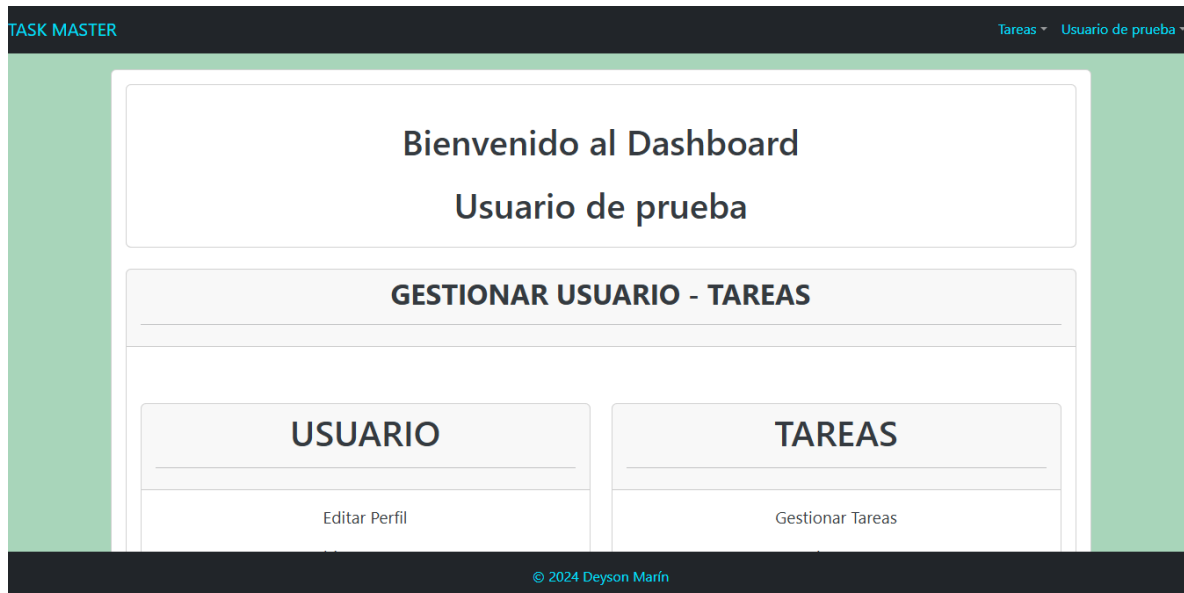 TASK MASTER
Tareas Usuario de prueba
Bienvenido al Dashboard
Usuario de prueba
GESTIONAR USUARIO - TAREAS
USUARIO
TAREAS
Editar Perfil
Gestionar Tareas
© 2024 Deyson Marín